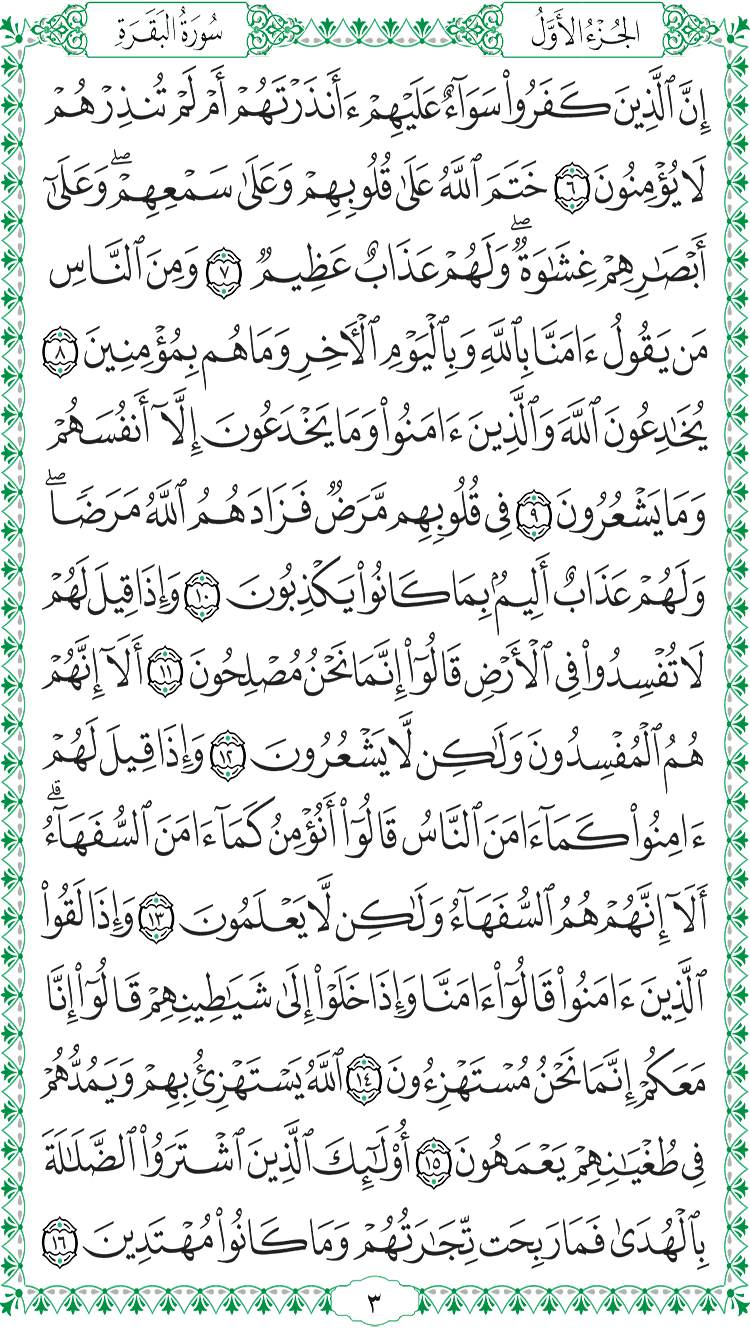 الجُزْءُ الأَوَّلُ
سُورَةُ البَقَرَةِ
إِنَّ ٱلَّذِينَ كَفَرُوا۟ سَوَآءٌ عَلَيْهِمْ ءَأَنذَرْتَهُمْ أَمْ لَمْ تُنذِرْهُمْ
لَا يُؤْمِنُونَ ٦ خَتَمَ ٱللَّهُ عَلَىٰ قُلُوبِهِمْ وَعَلَىٰ سَمْعِهِمْۖ وَعَلَىٰٓ
أَبْصَٰرِهِمْ غِشَٰوَةٌۖ وَلَهُمْ عَذَابٌ عَظِيمٌ ٧ وَمِنَ ٱلنَّاسِ
مَن يَقُولُ ءَامَنَّا بِٱللَّهِ وَبِٱلْيَوْمِ ٱلْءَاخِرِ وَمَا هُم بِمُؤْمِنِينَ ٨
يُخَٰدِعُونَ ٱللَّهَ وَٱلَّذِينَ ءَامَنُوا۟ وَمَا يَخْدَعُونَ إِلَّآ أَنفُسَهُمْ
وَمَا يَشْعُرُونَ ٩ فِى قُلُوبِهِم مَّرَضٌ فَزَادَهُمُ ٱللَّهُ مَرَضًاۖ
وَلَهُمْ عَذَابٌ أَلِيمٌۢ بِمَا كَانُوا۟ يَكْذِبُونَ ١٠ وَإِذَا قِيلَ لَهُمْ
لَا تُفْسِدُوا۟ فِى ٱلْأَرْضِ قَالُوٓا۟ إِنَّمَا نَحْنُ مُصْلِحُونَ ١١ أَلَآ إِنَّهُمْ
هُمُ ٱلْمُفْسِدُونَ وَلَٰكِن لَّا يَشْعُرُونَ ١٢ وَإِذَا قِيلَ لَهُمْ
ءَامِنُوا۟ كَمَآ ءَامَنَ ٱلنَّاسُ قَالُوٓا۟ أَنُؤْمِنُ كَمَآ ءَامَنَ ٱلسُّفَهَآءُۗ
أَلَآ إِنَّهُمْ هُمُ ٱلسُّفَهَآءُ وَلَٰكِن لَّا يَعْلَمُونَ ١٣ وَإِذَا لَقُوا۟
ٱلَّذِينَ ءَامَنُوا۟ قَالُوٓا۟ ءَامَنَّا وَإِذَا خَلَوْا۟ إِلَىٰ شَيَٰطِينِهِمْ قَالُوٓا۟ إِنَّا
مَعَكُمْ إِنَّمَا نَحْنُ مُسْتَهْزِءُونَ ١٤ ٱللَّهُ يَسْتَهْزِئُ بِهِمْ وَيَمُدُّهُمْ
فِى طُغْيَٰنِهِمْ يَعْمَهُونَ ١٥ أُو۟لَٰٓئِكَ ٱلَّذِينَ ٱشْتَرَوُا۟ ٱلضَّلَٰلَةَ
بِٱلْهُدَىٰ فَمَا رَبِحَت تِّجَٰرَتُهُمْ وَمَا كَانُوا۟ مُهْتَدِينَ ١٦
٣